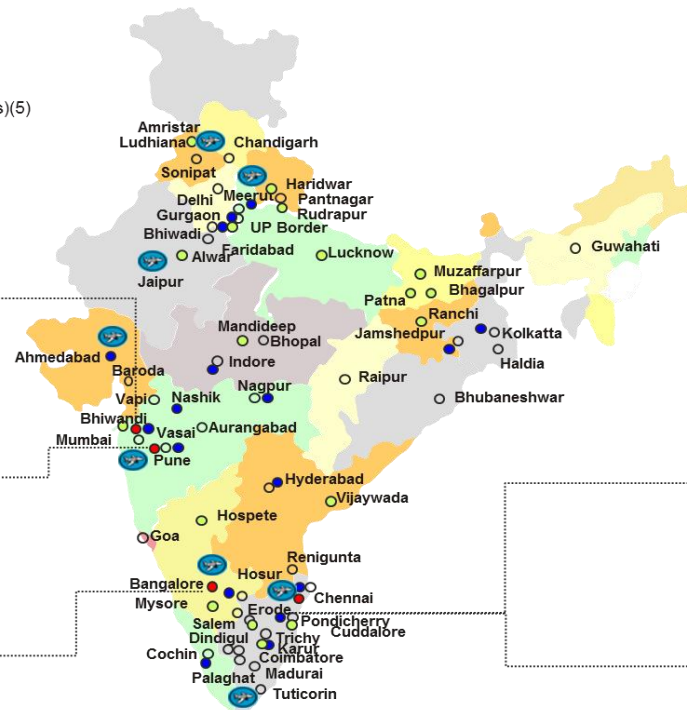 s)(5)
Amristar
Ludhiana
Chandigarh
Sonipat
Haridwar
Delhi
Meerut
Pantnagar
Gurgaon
Rudrapur
Bhiwadi
UP Border
Faridabad
Alwar
Lucknow
Guwahati
Jaipur
Muzaffarpur
Patna
Bhagalpur
Ranchi
Mandideep
Jamshedpur
Kolkatta
Bhopal
Ahmedabad
Indore
Haldia
Baroda
Nagpur
Raipur
Vapi
Nashik
Bhubaneshwar
Bhiwandi
Vasai
Aurangabad
Mumbai
Pune
Hyderabad
Vijaywada
Hospete
Goa
Renigunta
Hosur
Bangalore
Chennai
Mysore
Erode
Salem
Pondicherry
Cuddalore
Dindigul
Trichy
Karur
Cochin
Coimbatore
Palaghat
Madurai
Tuticorin